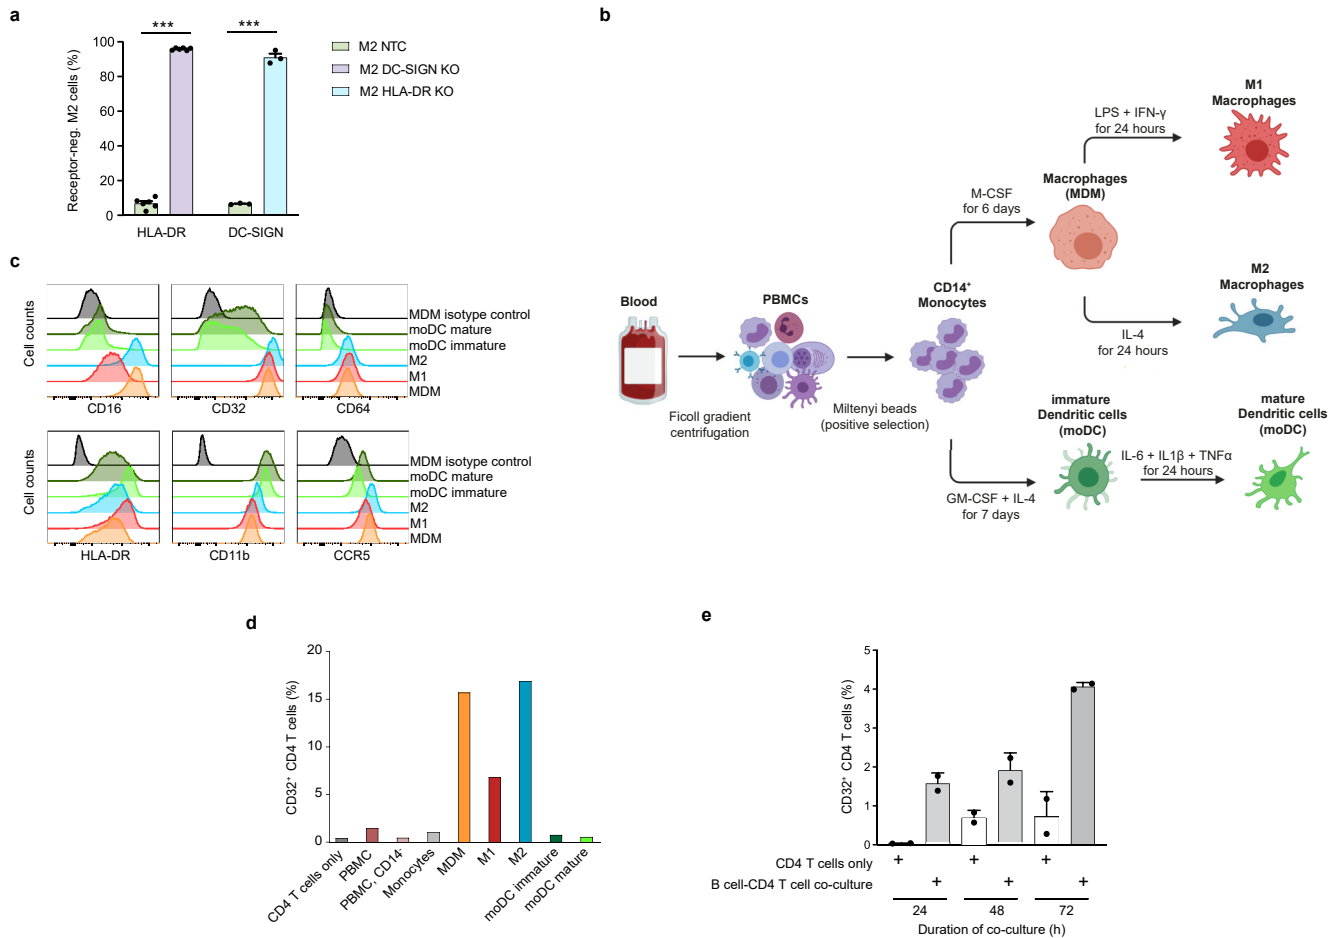 a
***
***
100
80
60
40
20
0
Receptor-neg. M2 cells (%)
HLA-DR
DC-SIGN
M2 NTC
M2 DC-SIGN KO
M2 HLA-DR KO
b
Blood
Ficoll gradient
centrifugation
PBMCs
Miltenyi beads
(positive selection)
CD14⁺
Monocytes
M-CSF
for 6 days
Macrophages
(MDM)
LPS + IFN-γ
for 24 hours
M1
Macrophages
IL-4
for 24 hours
M2
Macrophages
GM-CSF + IL-4
for 7 days
immature
Dendritic cells
(moDC)
IL-6 + IL1β + TNFα
for 24 hours
mature
Dendritic cells
(moDC)
c
Cell counts
MDM isotype control
moDC mature
moDC immature
M2
M1
MDM
CD16
CD32
CD64
Cell counts
MDM isotype control
moDC mature
moDC immature
M2
M1
MDM
HLA-DR
CD11b
CCR5
d
20
15
10
5
0
CD32⁺ CD4 T cells (%)
CD4 T cells only
PBMC
PBMC, CD14⁻
Monocytes
MDM
M1
M2
moDC immature
moDC mature
e
5
4
3
2
1
0
CD32⁺ CD4 T cells (%)
CD4 T cells only + + +
B cell-CD4 T cell co-culture + + +
24 48 72
Duration of co-culture (h)